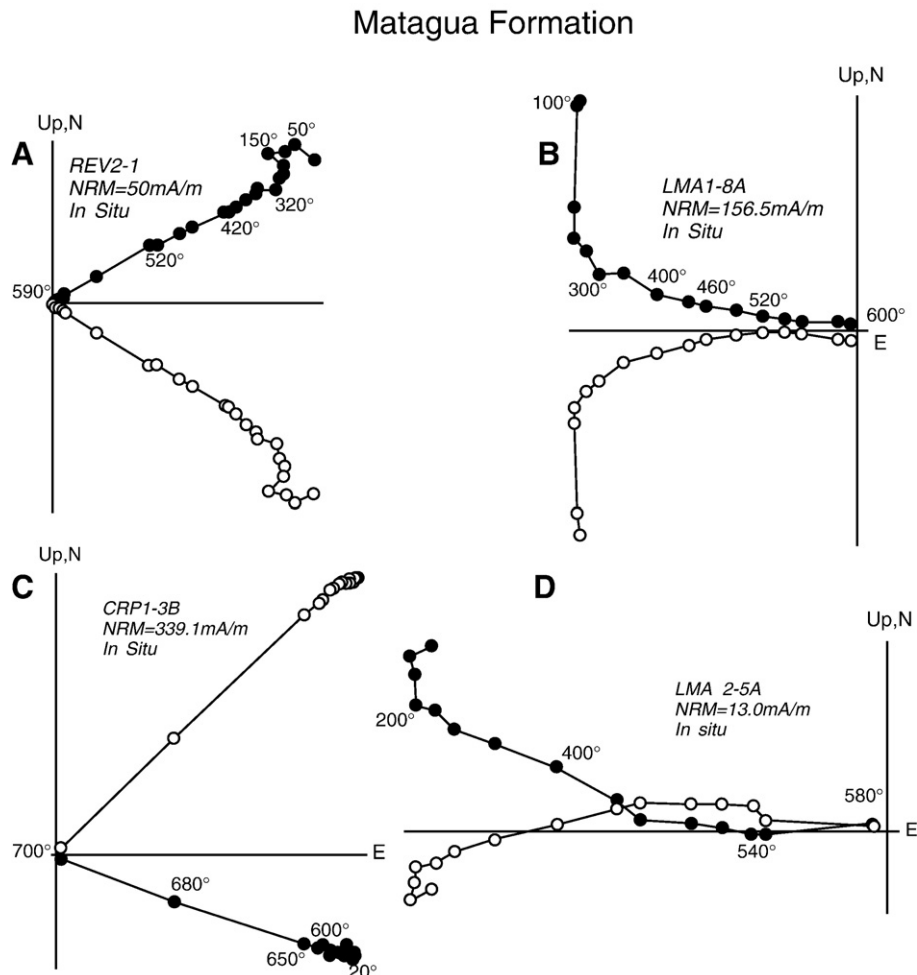 Matagua Formation
Up,N
A
REV2-1
NRM=50mA/m
In Situ
150°
50°
320°
420°
520°
590°
Up,N
B
100°
LMA1-8A
NRM=156.5mA/m
In Situ
300°
400°
460°
520°
600°
E
Up,N
C
CRP1-3B
NRM=339.1mA/m
In Situ
700°
E
680°
600°
650°
20°
D
Up,N
LMA 2-5A
NRM=13.0mA/m
In situ
200°
400°
580°
E
540°